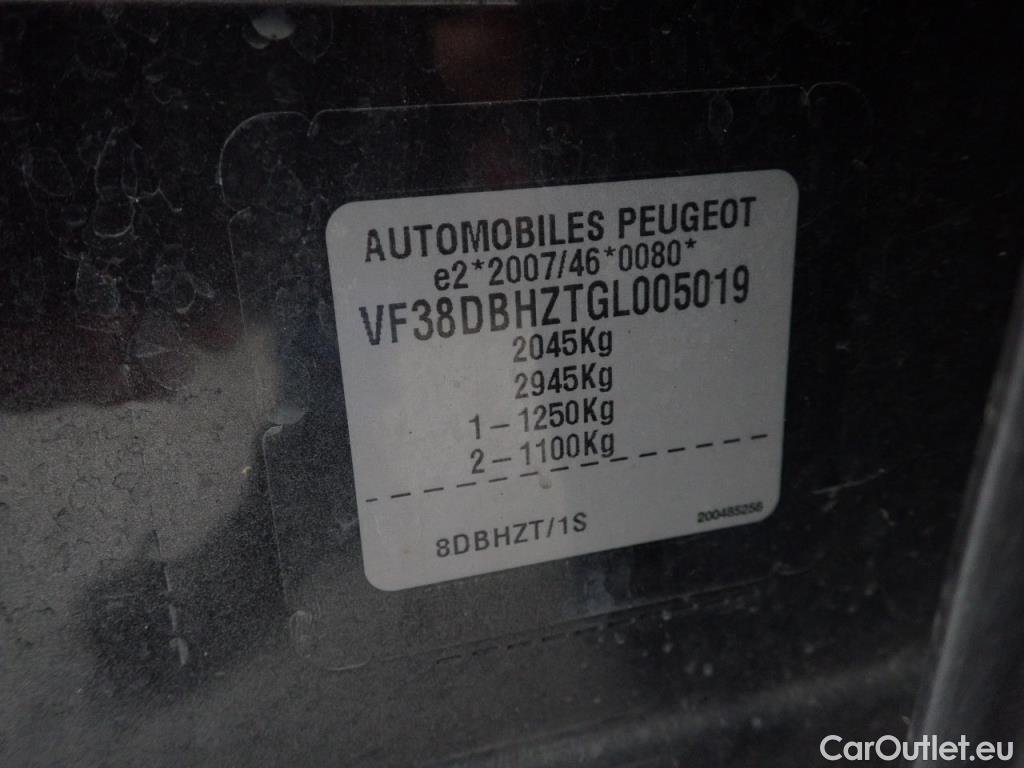 AUTOMOBILES PEUGEOT
e2*2007/46*0080*
VF38DBHZTGL005019
2045Kg
2945Kg
1-1250Kg
2-1100Kg
8DBHZT/1S
200485258
CarOutlet.eu